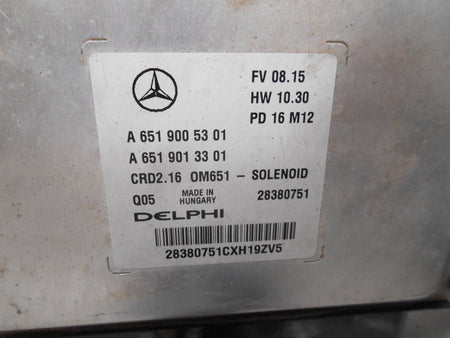 FV 08.15
HW 10.30
PD 16 M12
A 651 900 53 01
A 651 901 33 01
CRD2.16 OM651- SOLENOID
Q05 MADE IN HUNGARY 28380751
DELPHI
28380751CXH19ZV5